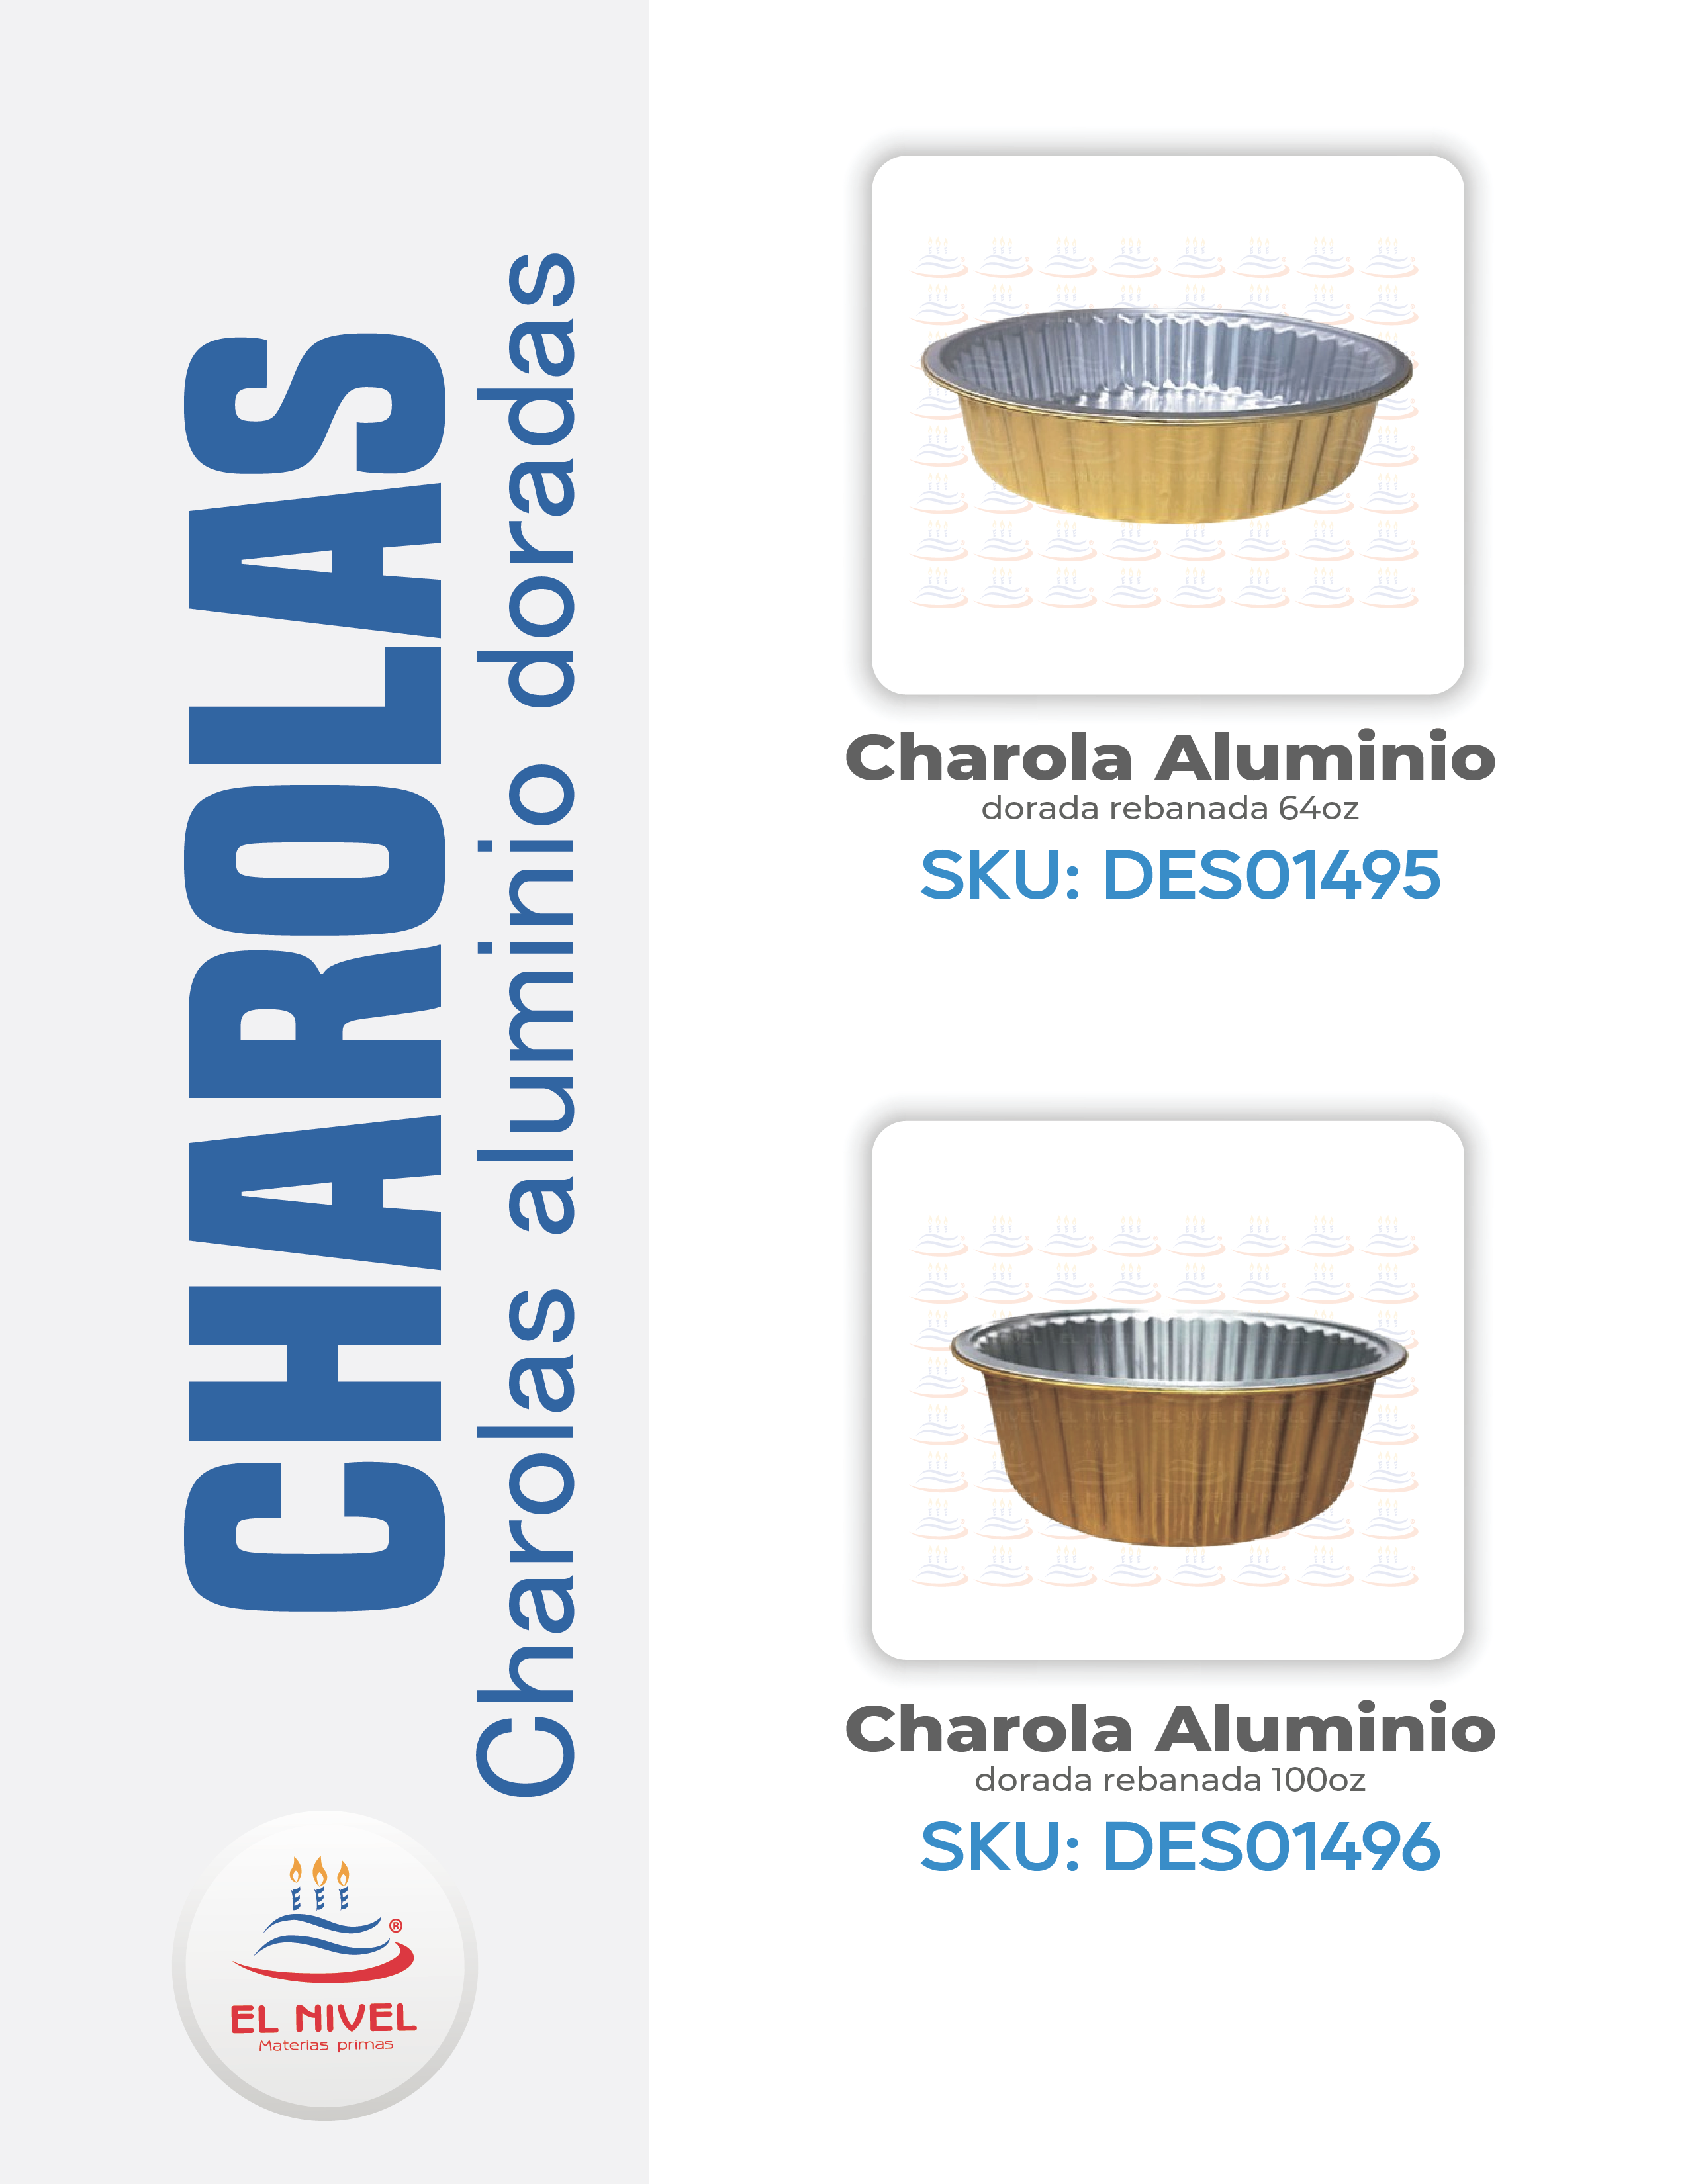 CHAROLAS
Charolas aluminio doradas
Charola Aluminio
dorada rebanada 64oz
SKU: DES01495
Charola Aluminio
dorada rebanada 100oz
SKU: DES01496
®
EL NIVEL
Materias primas